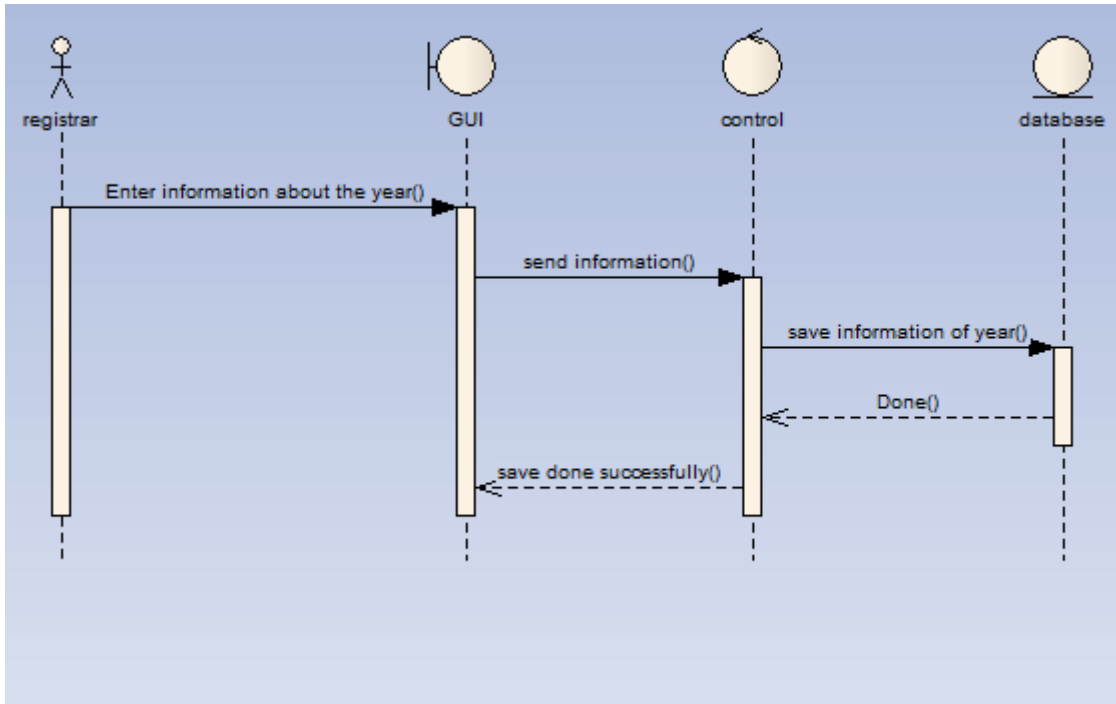 registrar
GUI
control
database
Enter information about the year()
send information()
save information of year()
Done()
save done successfully()